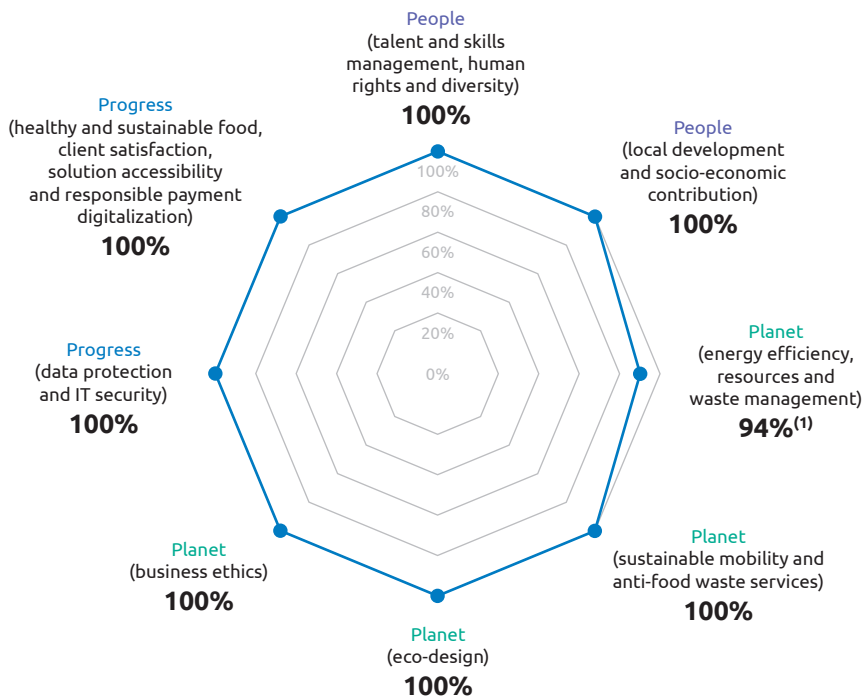 People
(talent and skills
management, human
rights and diversity)
100%
People
(local development
and socio-economic
contribution)
100%
Planet
(energy efficiency,
resources and
waste management)
94%(1)
Planet
(sustainable mobility and
anti-food waste services)
100%
Planet
(eco-design)
100%
Planet
(business ethics)
100%
Progress
(data protection
and IT security)
100%
Progress
(healthy and sustainable food,
client satisfaction,
solution accessibility
and responsible payment
digitalization)
100%
100%
80%
60%
40%
20%
0%